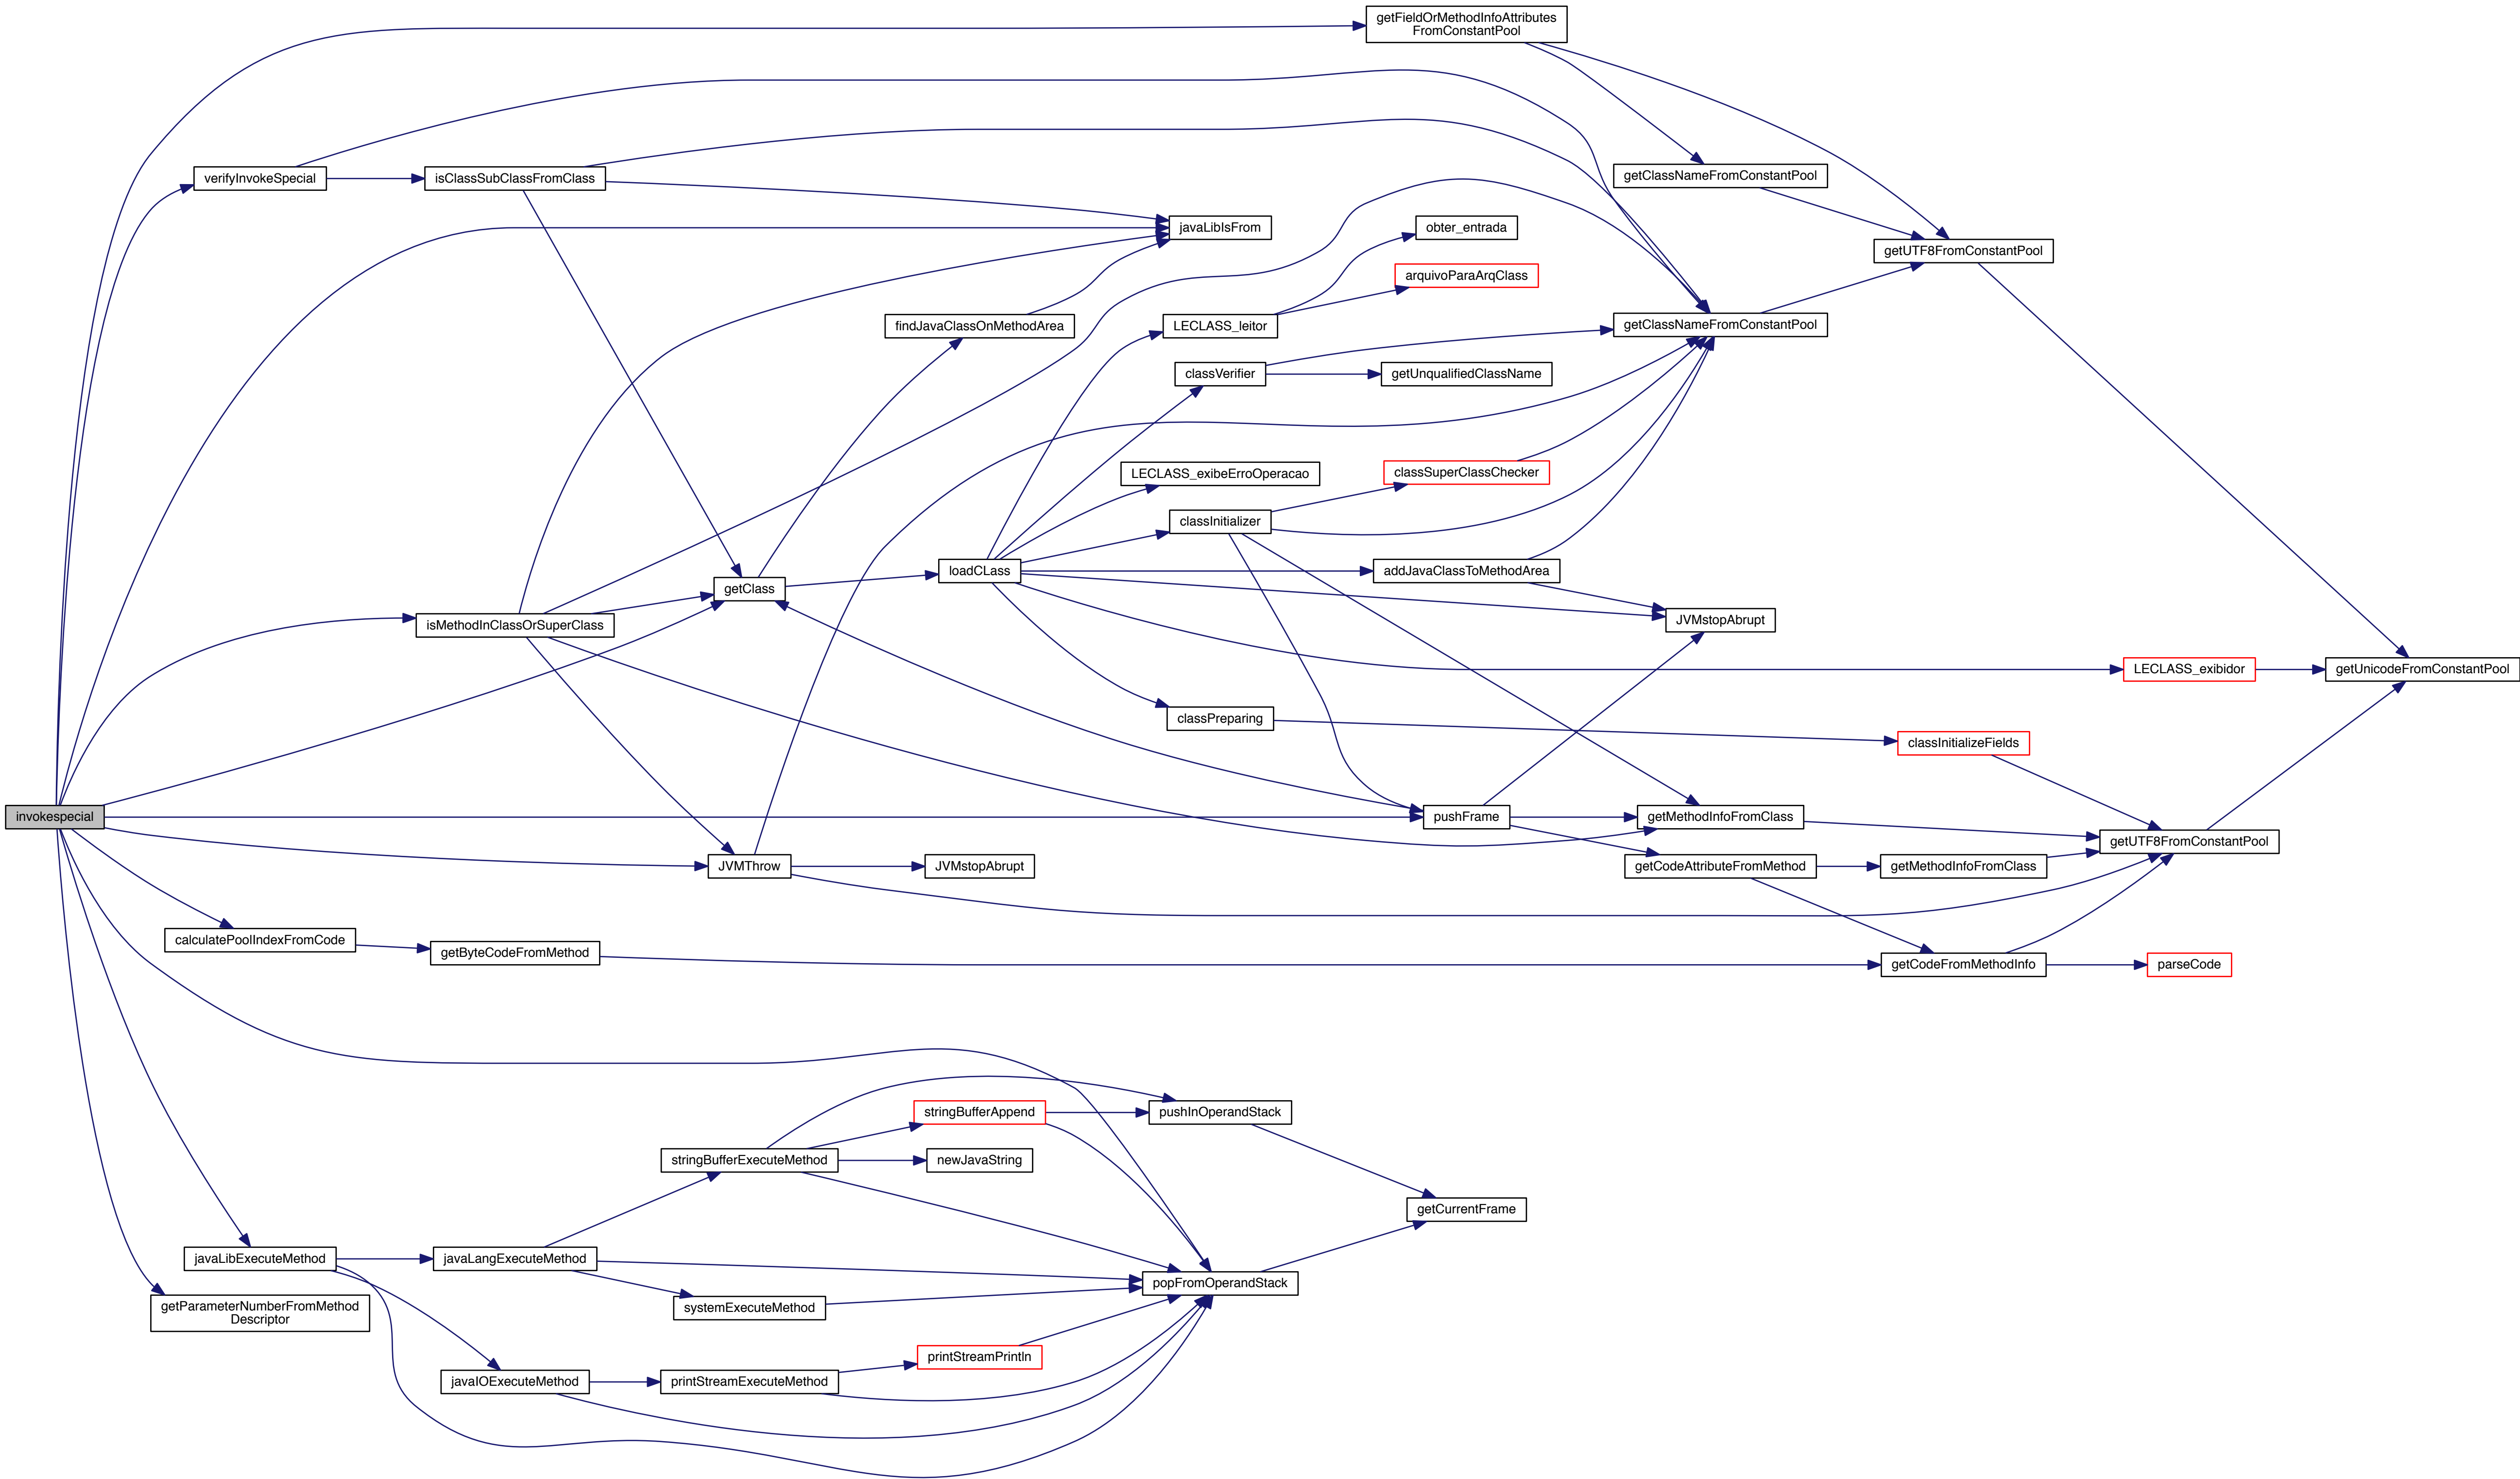 getFieldOrMethodInfoAttributes
FromConstantPool
verifyInvokeSpecial
isClassSubClassFromClass
getClassNameFromConstantPool
javaLibIsFrom
obter_entrada
getUTF8FromConstantPool
arquivoParaArqClass
findJavaClassOnMethodArea
LECLASS_leitor
getClassNameFromConstantPool
classVerifier
getUnqualifiedClassName
LECLASS_exibeErroOperacao
classSuperClassChecker
classInitializer
loadCLass
addJavaClassToMethodArea
getClass
isMethodInClassOrSuperClass
JVMstopAbrupt
LECLASS_exibidor
getUnicodeFromConstantPool
classPreparing
classInitializeFields
invokespecial
pushFrame
getMethodInfoFromClass
getUTF8FromConstantPool
JVMThrow
JVMstopAbrupt
getCodeAttributeFromMethod
getMethodInfoFromClass
calculatePoolIndexFromCode
getByteCodeFromMethod
getCodeFromMethodInfo
parseCode
stringBufferAppend
pushInOperandStack
stringBufferExecuteMethod
newJavaString
getCurrentFrame
javaLibExecuteMethod
javaLangExecuteMethod
popFromOperandStack
getParameterNumberFromMethod
Descriptor
systemExecuteMethod
printStreamPrintln
javaIOExecuteMethod
printStreamExecuteMethod